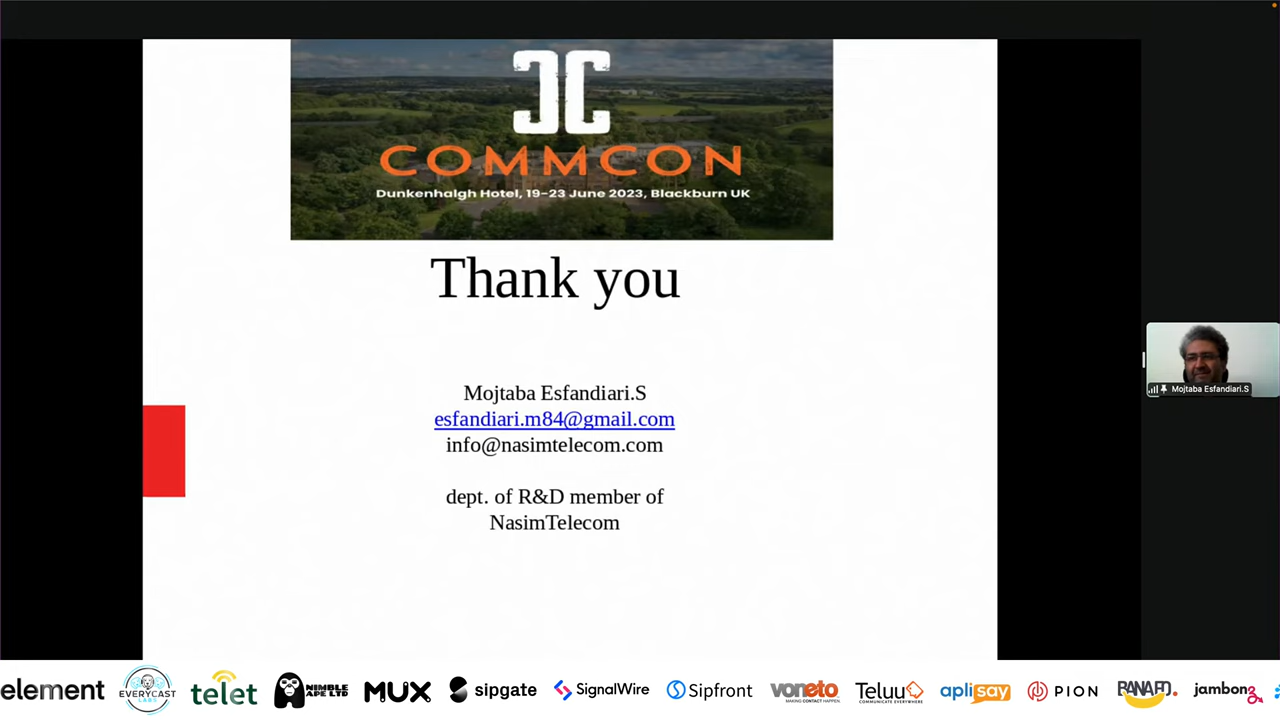 COMMCON
Dunkenhalgh Hotel, 19-23 June 2023, Blackburn UK
Thank you
Mojtaba Esfandiari.S
esfandiari.m84@gmail.com
info@nasimtelecom.com
dept. of R&D member of
NasimTelecom
Mojtaba Esfandiari.S
element
EVERYCAST
LABS
telet
NIMBLE
APE LTD
MUX
sipgate
SignalWire
Sipfront
voneto
MAKING CONTACT HAPPEN
Teluu
COMMUNICATE EVERYWHERE
aplisay
PION
jambonz